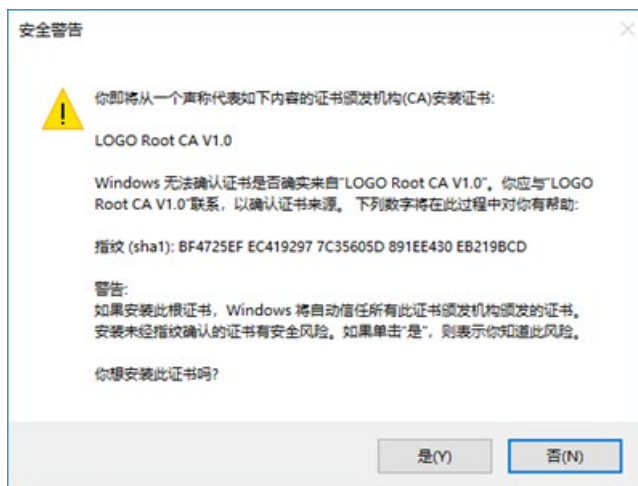 安全警告
你即将从一个声称代表如下内容的证书颁发机构(CA)安装证书:
LOGO Root CA V1.0
Windows 无法确认证书是否确实来自"LOGO Root CA V1.0"。你应与"LOGO
Root CA V1.0"联系，以确认证书来源。 下列数字将在此过程中对你有帮助:
指纹 (sha1): BF4725EF EC419297 7C35605D 891EE430 EB219BCD
警告:
如果安装此根证书，Windows 将自动信任所有此证书颁发机构颁发的证书。
安装未经指纹确认的证书有安全风险。如果单击"是"，则表示你知道此风险。
你想安装此证书吗?
是(Y)
否(N)